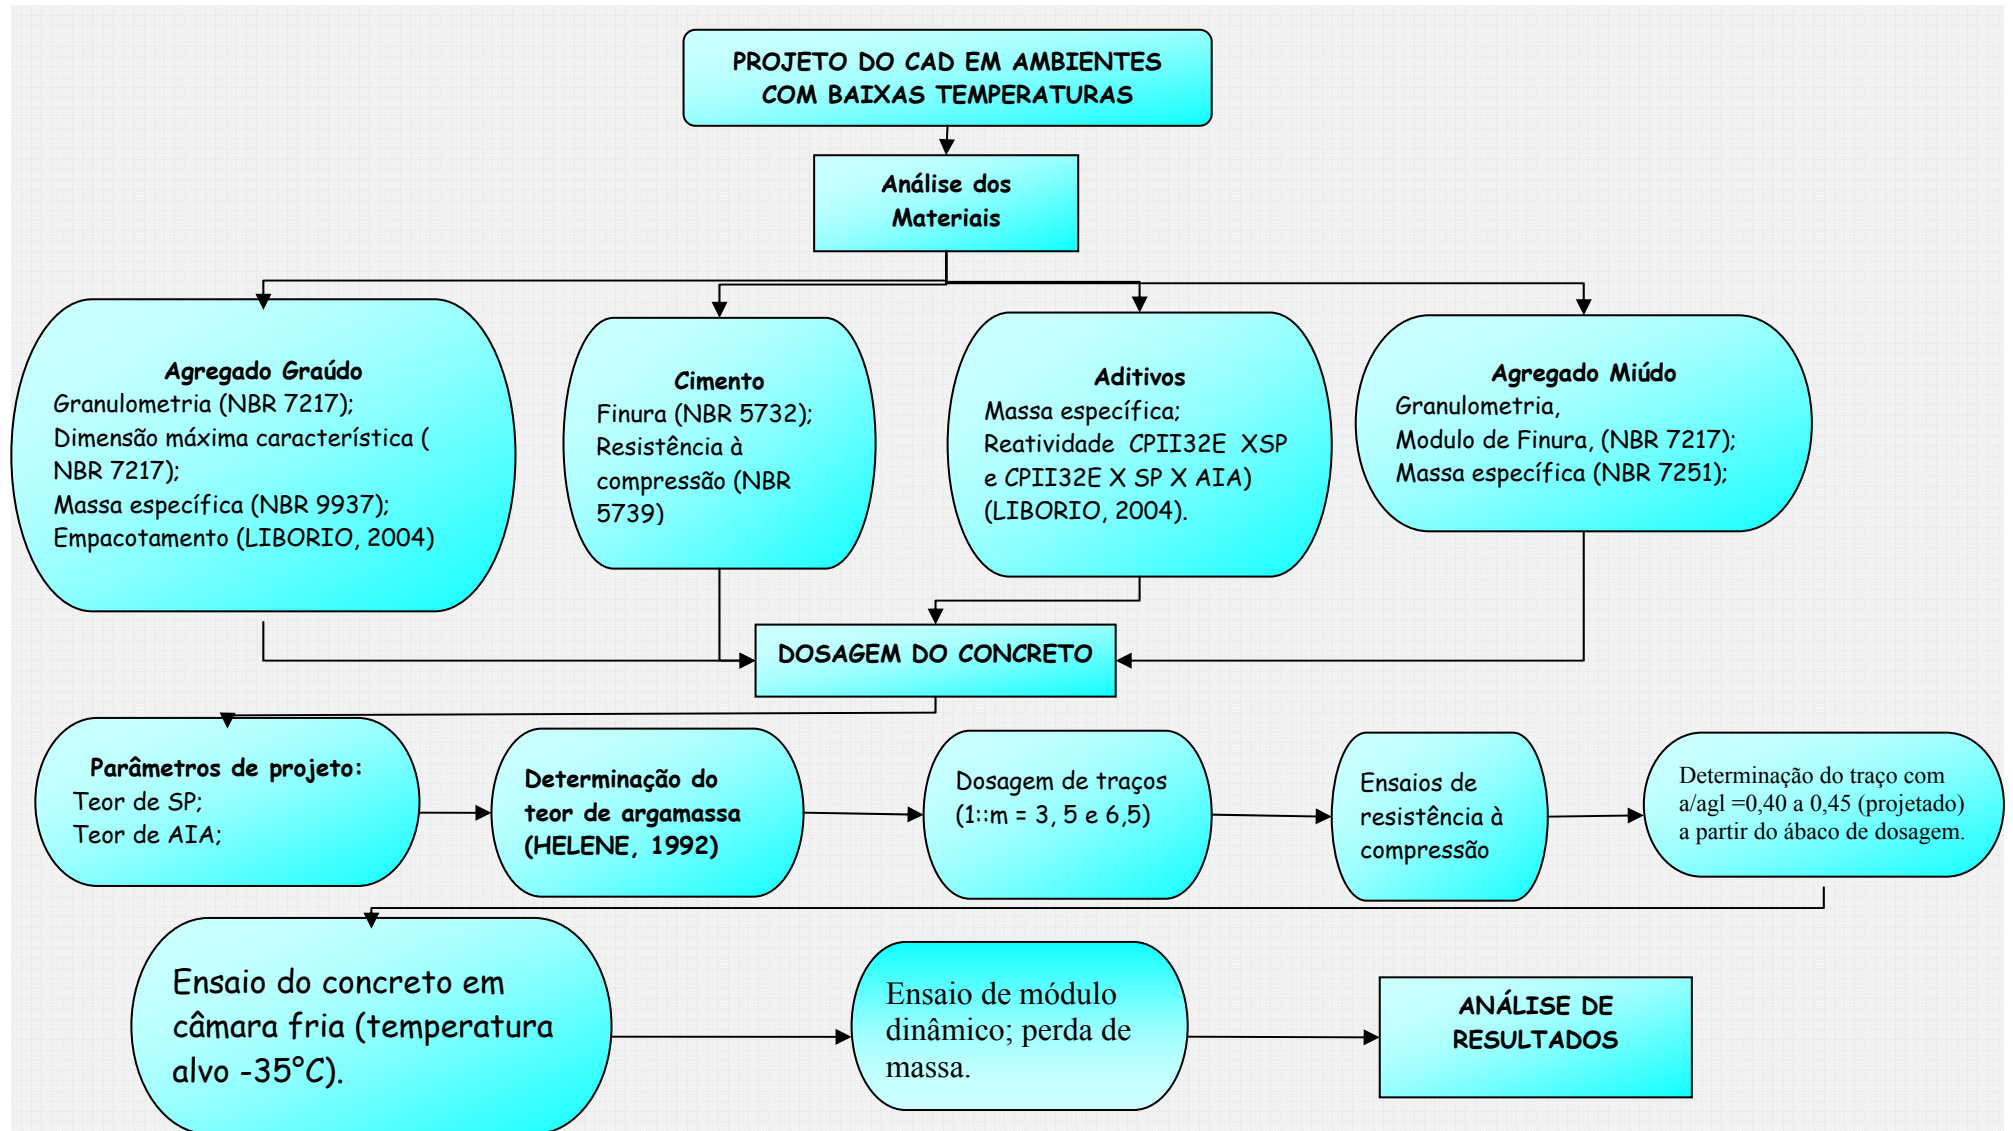 PROJETO DO CAD EM AMBIENTES
COM BAIXAS TEMPERATURAS
Análise dos
Materiais
Agregado Graúdo
Granulometria (NBR 7217);
Dimensão máxima característica (
NBR 7217);
Massa específica (NBR 9937);
Empacotamento (LIBORIO, 2004)
Cimento
Finura (NBR 5732);
Resistência à
compressão (NBR
5739)
Aditivos
Massa específica;
Reatividade CPII32E XSP
e CPII32E X SP X AIA)
(LIBORIO, 2004).
Agregado Miúdo
Granulometria,
Modulo de Finura, (NBR 7217);
Massa específica (NBR 7251);
DOSAGEM DO CONCRETO
Parâmetros de projeto:
Teor de SP;
Teor de AIA;
Determinação do
teor de argamassa
(HELENE, 1992)
Dosagem de traços
(1::m = 3, 5 e 6,5)
Ensaios de
resistência à
compressão
Determinação do traço com
a/agl =0,40 a 0,45 (projetado)
a partir do ábaco de dosagem.
Ensaio do concreto em
câmara fria (temperatura
alvo -35°C).
Ensaio de módulo
dinâmico; perda de
massa.
ANÁLISE DE
RESULTADOS